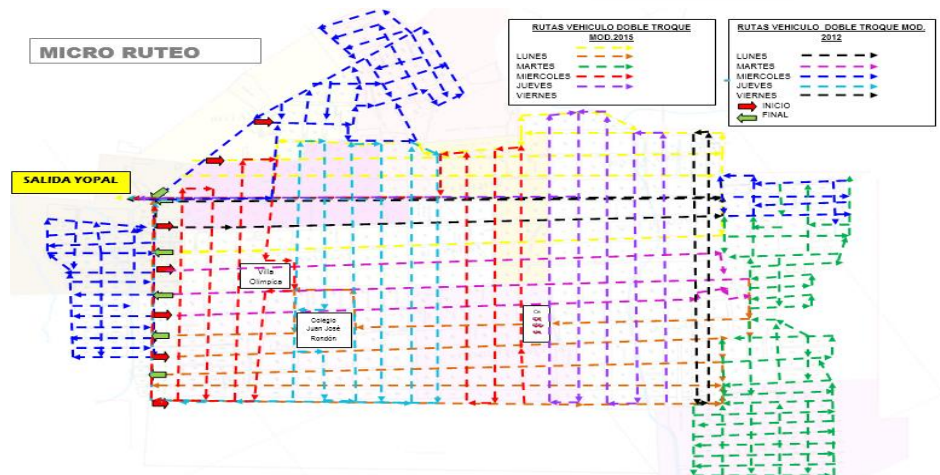 MICRO RUTEO
RUTAS VEHICULO DOBLE TROQUE
MOD.2015
LUNES
MARTES
MIERCOLES
JUEVES
VIERNES
RUTAS VEHICULO DOBLE TROQUE MOD.
2012
LUNES
MARTES
MIERCOLES
JUEVES
VIERNES
INICIO
FINAL
SALIDA YOPAL
Villa
Olimpica
Colegio
Juan José
Rondón